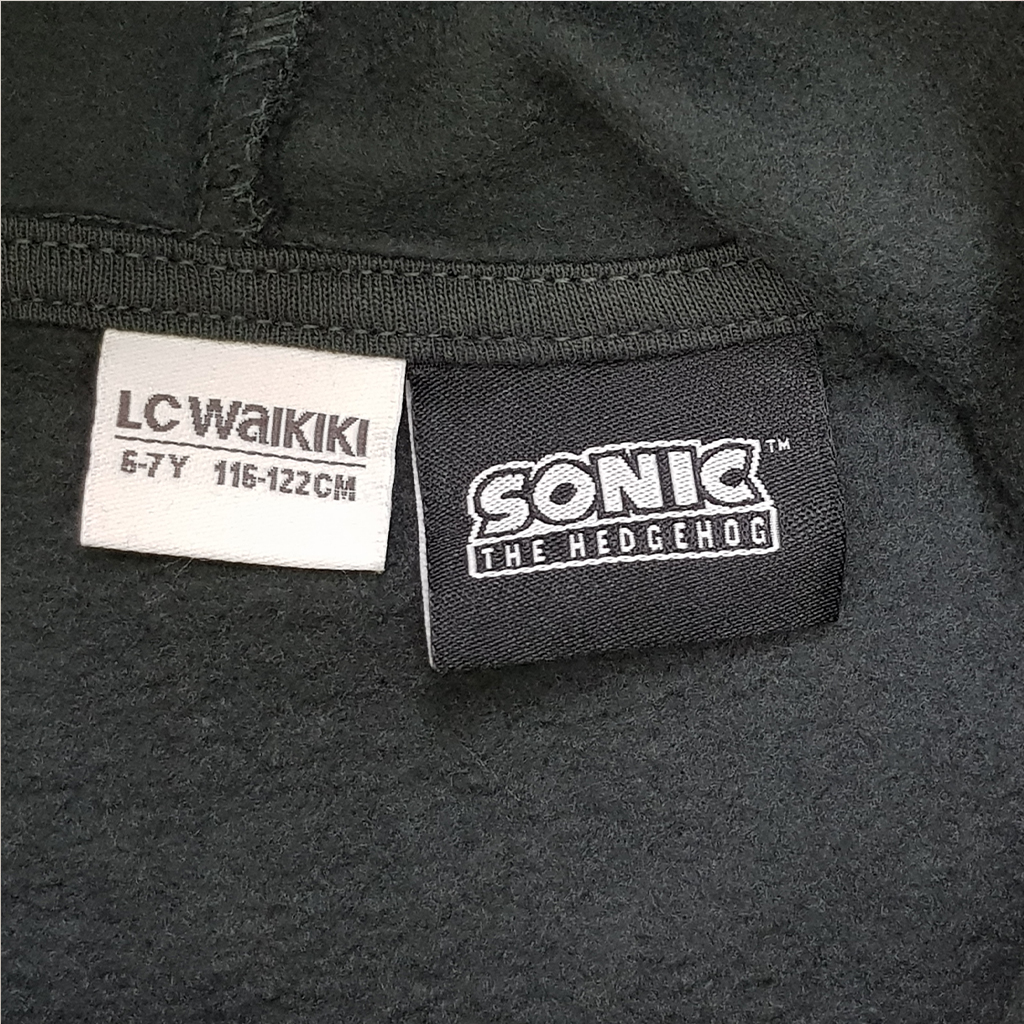 LC WaIKIKI
6-7Y 116-122CM
SONIC™
THE HEDGEHOG